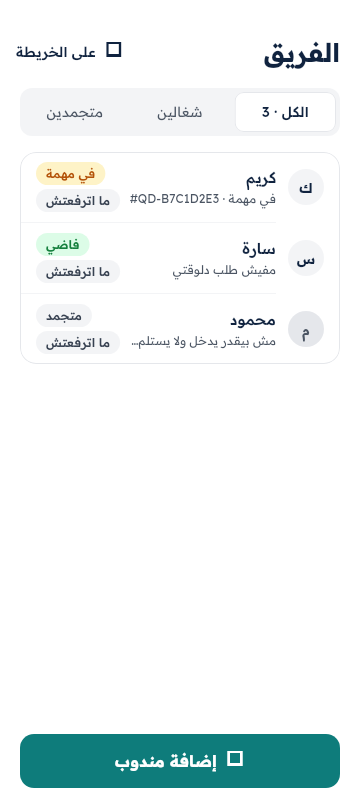 الفريق
على الخريطة
الكل · 3
شغالين
متجمدين
ك
كريم
في مهمة · QD-B7C1D2E3#
في مهمة
ما اترفعتش
س
سارة
مفيش طلب دلوقتي
فاضي
ما اترفعتش
م
محمود
مش بيقدر يدخل ولا يستلم...
متجمد
ما اترفعتش
إضافة مندوب